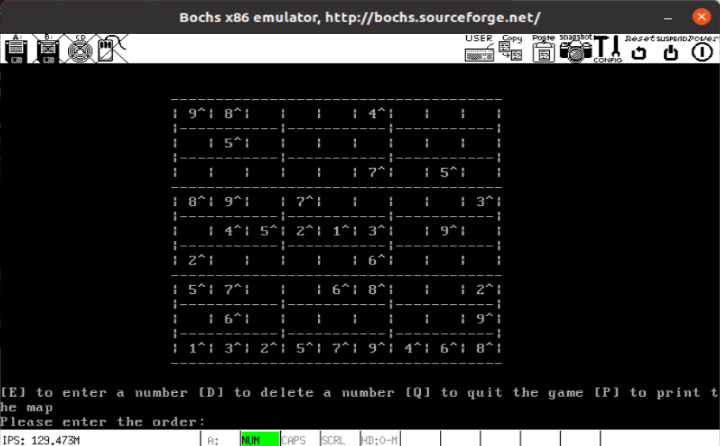 Bochs x86 emulator, http://bochs.sourceforge.net/
A: B: CD USER Copy Paste snapshot CONFIG Reset SUSPEND Power
| 9^| 8^| | | | 4^| | | |
| | 5^| | | | | | | |
| | | | | | 7^| | 5^| |
| 8^| 9^| | 7^| | | | | 3^|
| | 4^| 5^| 2^| 1^| 3^| | 9^| |
| 2^| | | | | 6^| | | |
| 5^| 7^| | | 6^| 8^| | | 2^|
| | 6^| | | | | | | 9^|
| 1^| 3^| 2^| 5^| 7^| 9^| 4^| 6^| 8^|
[E] to enter a number [D] to delete a number [Q] to quit the game [P] to print t
he map
Please enter the order:
IPS: 129.473M A: NUM CAPS SCRL HD:0-M